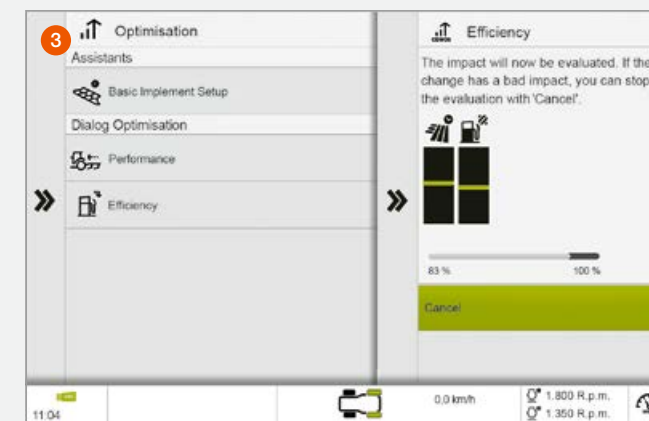 3
Optimisation
Assistants
Basic Implement Setup
Dialog Optimisation
Performance
Efficiency
Efficiency
The impact will now be evaluated. If the
change has a bad impact, you can stop
the evaluation with 'Cancel'.
83 %
100 %
Cancel
11:04
0,0 km/h
1.800 R.p.m.
1.350 R.p.m.